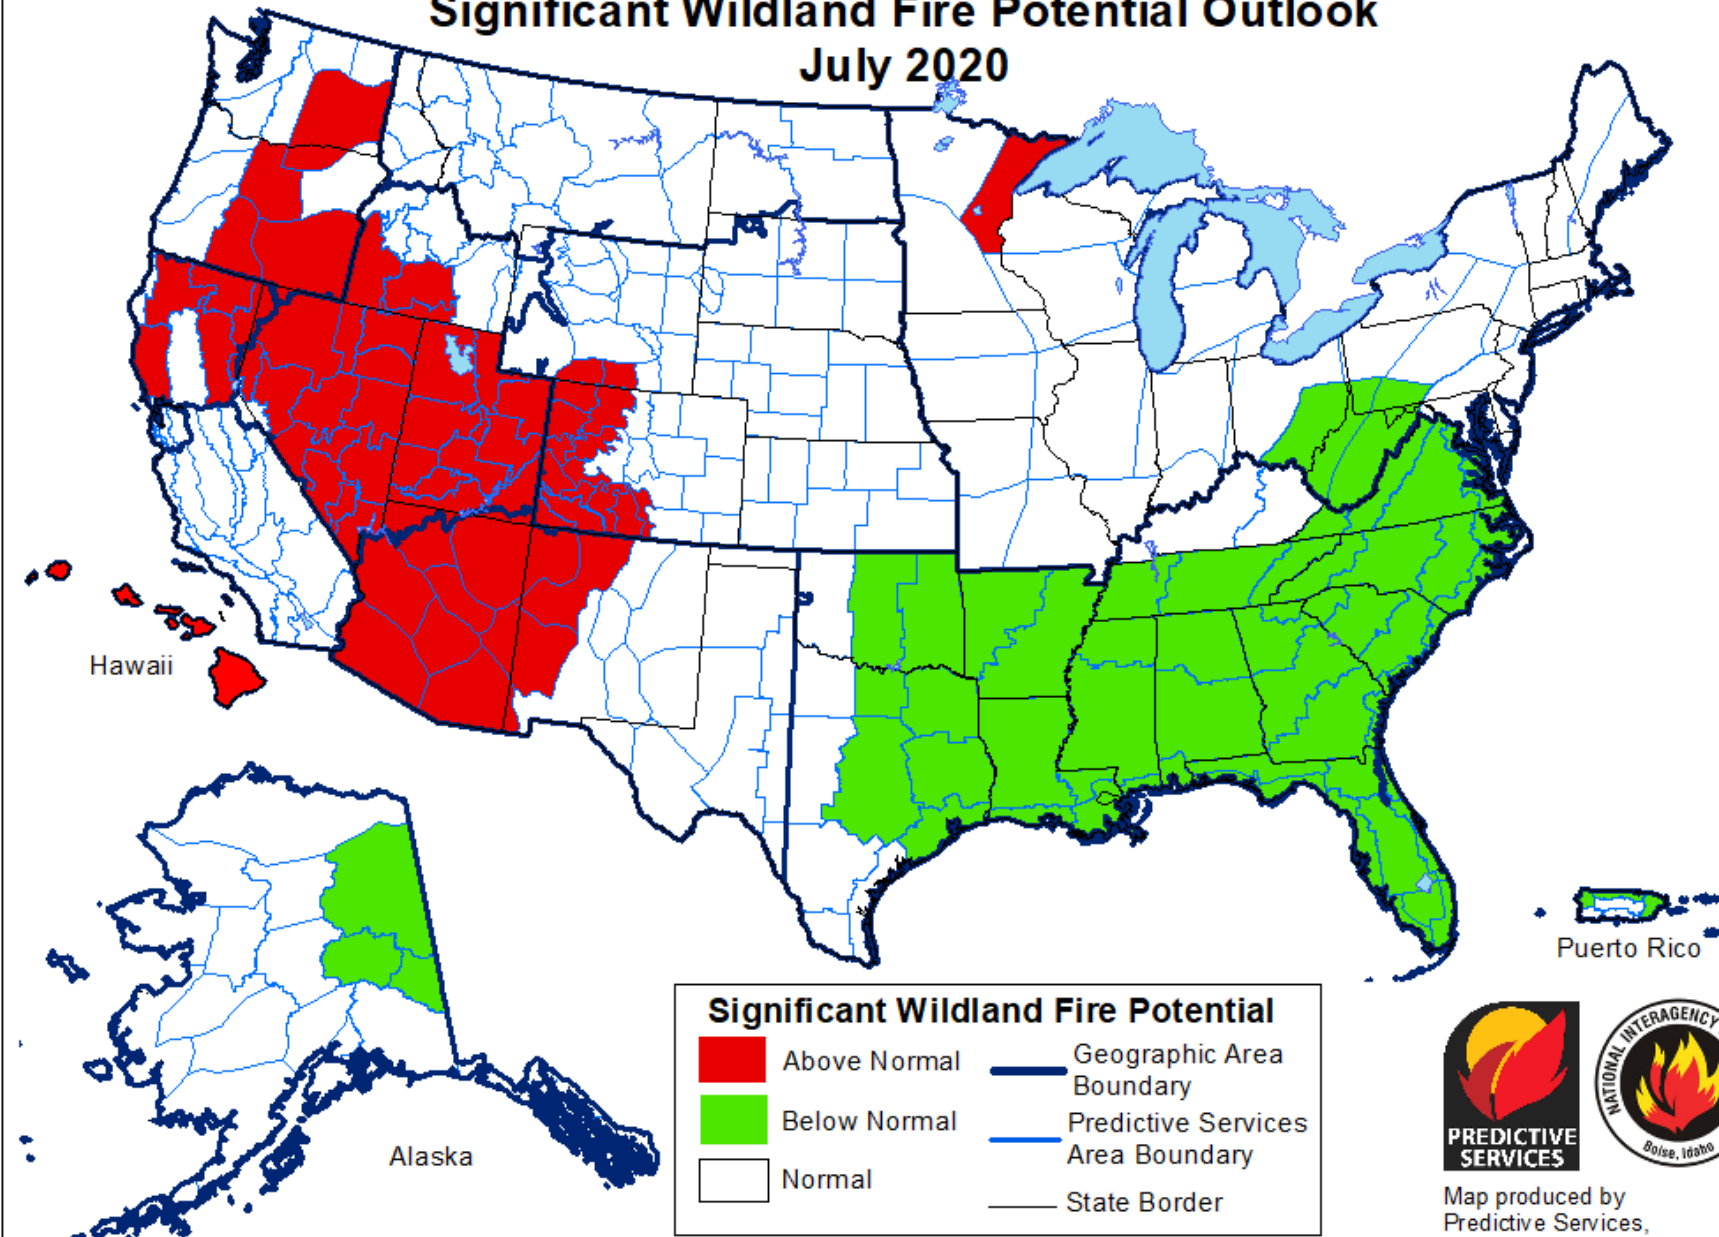 Significant Wildland Fire Potential Outlook
July 2020
Hawaii
Alaska
Puerto Rico
Significant Wildland Fire Potential
Above Normal
Below Normal
Normal
Geographic Area
Boundary
Predictive Services
Area Boundary
State Border
PREDICTIVE
SERVICES
NATIONAL INTERAGENCY
Boise, Idaho
Map produced by
Predictive Services,